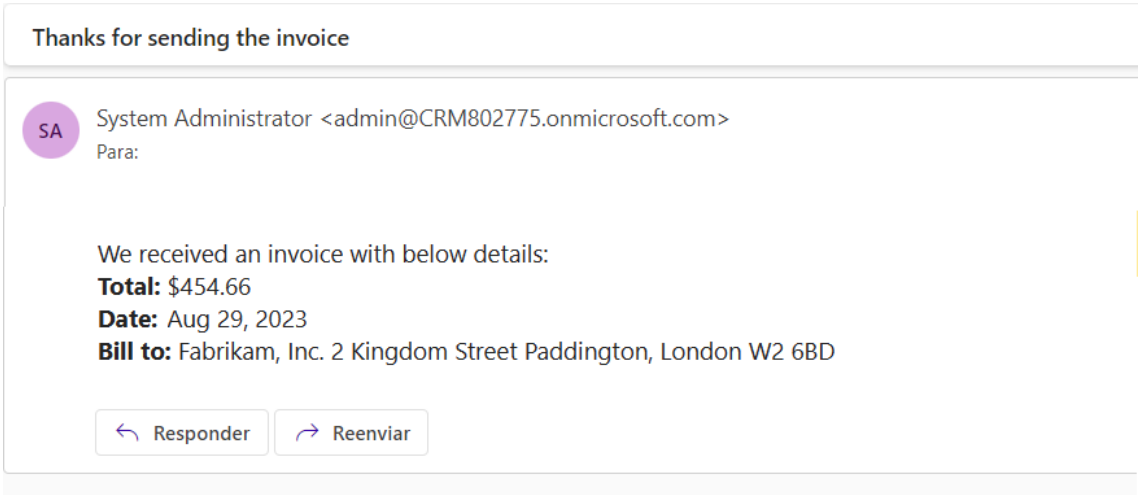 Thanks for sending the invoice
SA
System Administrator <admin@CRM802775.onmicrosoft.com>
Para:
We received an invoice with below details:
Total: $454.66
Date: Aug 29, 2023
Bill to: Fabrikam, Inc. 2 Kingdom Street Paddington, London W2 6BD
Responder
Reenviar